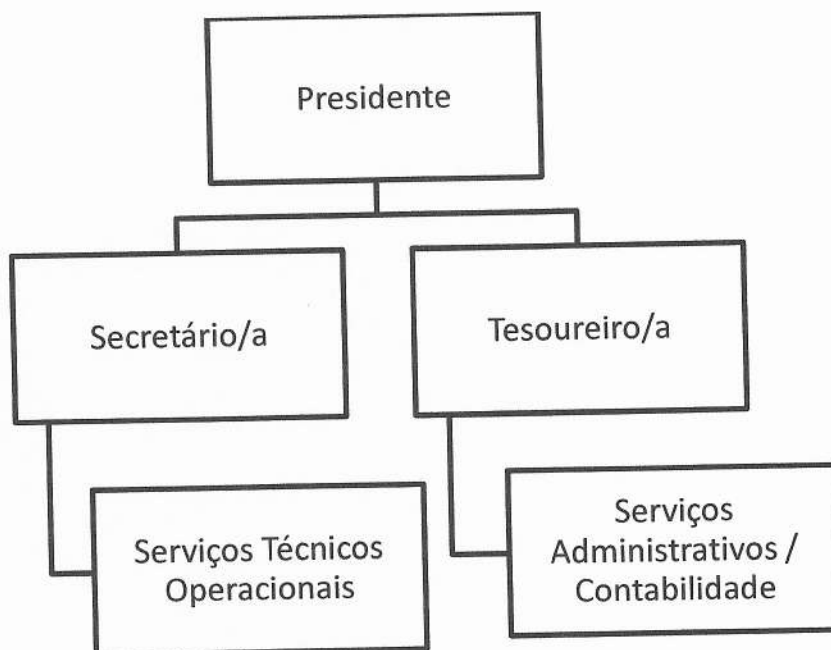 Presidente
Secretário/a
Tesoureiro/a
Serviços Técnicos
Operacionais
Serviços
Administrativos /
Contabilidade